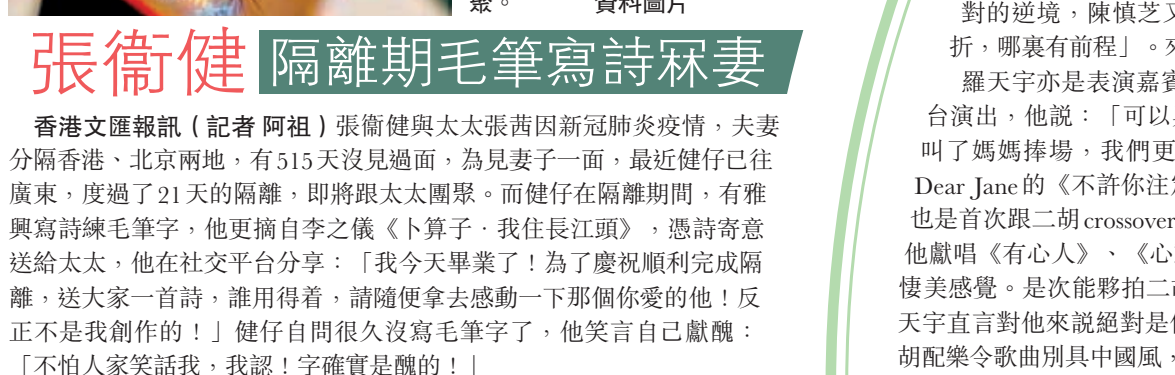 聚。 資料圖片
張衞健 隔離期毛筆寫詩冧妻
香港文匯報訊（記者 阿祖）張衞健與太太張茜因新冠肺炎疫情，夫妻
分隔香港、北京兩地，有515天沒見過面，為見妻子一面，最近健仔已往
廣東，度過了21天的隔離，即將跟太太團聚。而健仔在隔離期間，有雅
興寫詩練毛筆字，他更摘自李之儀《卜算子‧我住長江頭》，憑詩寄意
送給太太，他在社交平台分享：「我今天畢業了！為了慶祝順利完成隔
離，送大家一首詩，誰用得着，請隨便拿去感動一下那個你愛的他！反
正不是我創作的！」健仔自問很久沒寫毛筆字了，他笑言自己獻醜：
「不怕人家笑話我，我認！字確實是醜的！」
對的逆境，陳慎芝又
折，哪裏有前程」。
羅天宇亦是表演嘉賓
台演出，他説：「可以
叫了媽媽捧場，我們更
Dear Jane的《不許你注
也是首次跟二胡crossover
他獻唱《有心人》、《心
悽美感覺。是次能夥拍二
天宇直言對他來説絕對是
胡配樂令歌曲別具中國風，